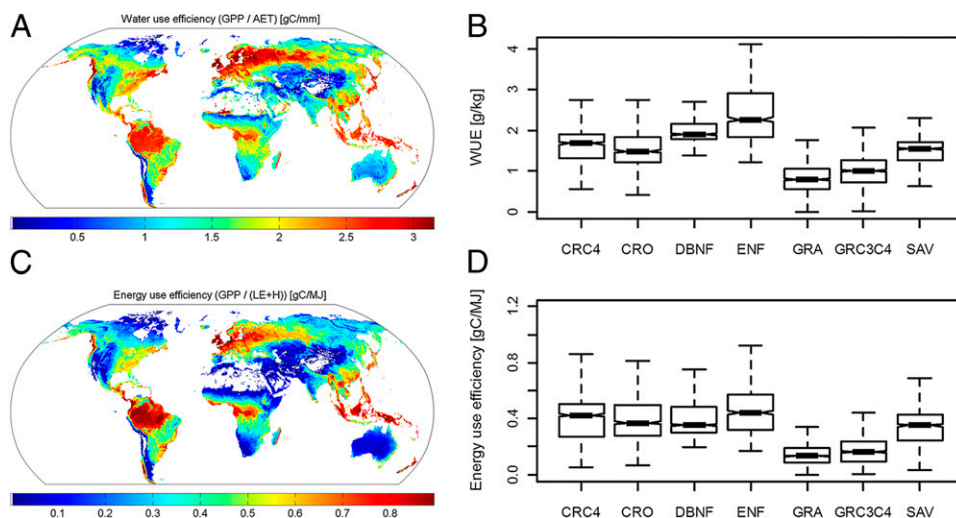 A
Water use efficiency (GPP / AET) [gC/mm]
0.5 1 1.5 2 2.5 3
B
WUE [g/kg]
4
3
2
1
0
CRC4 CRO DBNF ENF GRA GRC3C4 SAV
C
Energy use efficiency (GPP / (LE+H)) [gC/MJ]
0.1 0.2 0.3 0.4 0.5 0.6 0.7 0.8
D
Energy use efficiency [gC/MJ]
1.2
0.8
0.4
0.0
CRC4 CRO DBNF ENF GRA GRC3C4 SAV